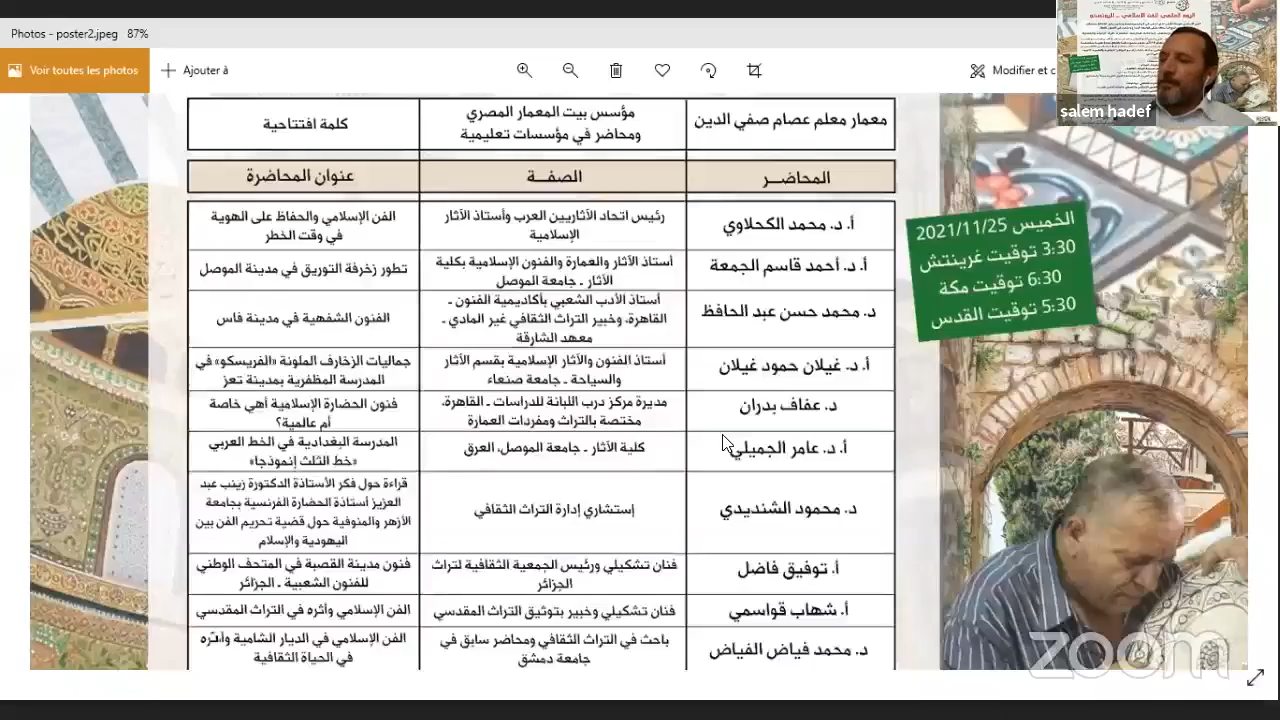 Photos - poster2.jpeg 87%
Voir toutes les photos
Ajouter à
Modifier et c
salem hadef
معمار معلم عصام صفي الدين
مؤسس بيت المعمار المصري
ومحاضر في مؤسسات تعليمية
كلمة افتتاحية
المحاضـر
الصفـة
عنوان المحاضرة
أ. د. محمد الكحلاوي
رئيس اتحاد الآثاريين العرب وأستاذ الآثار
الإسلامية
الفن الإسلامي والحفاظ على الهوية
في وقت الخطر
أ. د. أحمد قاسم الجمعة
أستاذ الآثار والعمارة والفنون الإسلامية بكلية
الآثار ـ جامعة الموصل
تطور زخرفة التوريق في مدينة الموصل
د. محمد حسن عبد الحافظ
أستاذ الأدب الشعبي بأكاديمية الفنون ـ
القاهرة، وخبير التراث الثقافي غير المادي ـ
معهد الشارقة
الفنون الشفهية في مدينة فاس
أ. د. غيلان حمود غيلان
أستاذ الفنون والآثار الإسلامية بقسم الآثار
والسياحة ـ جامعة صنعاء
جماليات الزخارف الملونة «الفريسكو» في
المدرسة المظفرية بمدينة تعز
د. عفاف بدران
مديرة مركز درب اللبانة للدراسات ـ القاهرة،
مختصة بالتراث ومفردات العمارة
فنون الحضارة الإسلامية أهي خاصة
أم عالمية؟
أ. د. عامر الجميلي
كلية الآثار ـ جامعة الموصل، العرق
المدرسة البغدادية في الخط العربي
«خط الثلث إنموذجا»
د. محمود الشنديدي
إستشاري إدارة التراث الثقافي
قراءة حول فكر الأستاذة الدكتورة زينب عبد
العزيز أستاذة الحضارة الفرنسية بجامعة
الأزهر والمنوفية حول قضية تحريم الفن بين
اليهودية والإسلام
أ. توفيق فاضل
فنان تشكيلي ورئيس الجمعية الثقافية لتراث
الجزائر
فنون مدينة القصبة في المتحف الوطني
للفنون الشعبية ـ الجزائر
أ. شهاب قواسمي
فنان تشكيلي وخبير بتوثيق التراث المقدسي
الفن الإسلامي وأثره في التراث المقدسي
د. محمد فياض الفياض
باحث في التراث الثقافي ومحاضر سابق في
جامعة دمشق
الفن الإسلامي في الديار الشامية وأثره
في الحياة الثقافية
الخميس 2021/11/25
3:30 توقيت غرينتش
6:30 توقيت مكة
5:30 توقيت القدس
zoom